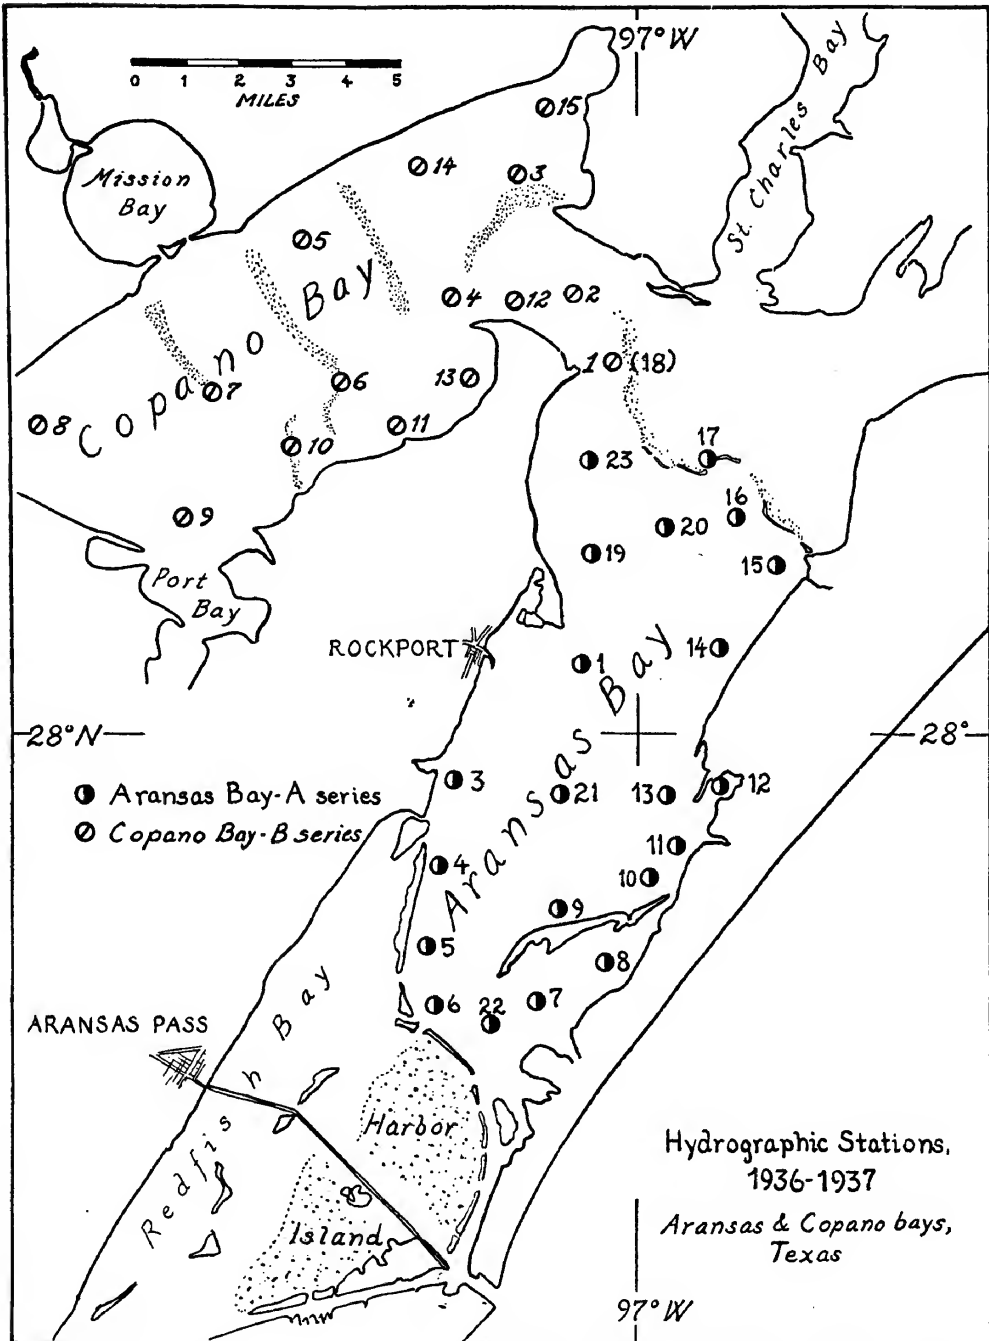 97°W
0 1 2 3 4 5
MILES
Mission
Bay
St. Charles Bay
15
14
3
5
4
12
2
Copano Bay
1 (18)
7
6
13
8
10
11
23
17
9
20
16
19
15
Port
Bay
ROCKPORT
1
14
28°N
28°
Aransas Bay
Aransas Bay-A series
Copano Bay-B series
3
21
13
12
11
4
10
9
5
8
6
22
7
ARANSAS PASS
Redfish Bay
Harbor
Island
83
Hydrographic Stations,
1936-1937
Aransas & Copano bays,
Texas
97°W